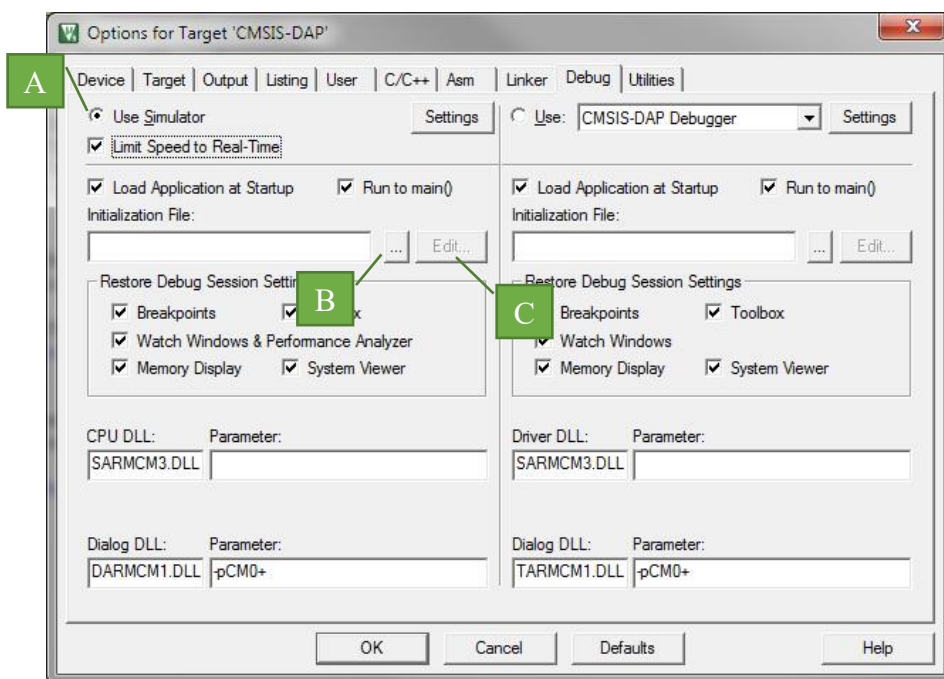 Options for Target 'CMSIS-DAP'
A
Device Target Output Listing User C/C++ Asm Linker Debug Utilities
Use Simulator Settings Use: CMSIS-DAP Debugger Settings
Limit Speed to Real-Time
Load Application at Startup Run to main() Load Application at Startup Run to main()
Initialization File: Initialization File:
... Edit... ... Edit...
B C
Restore Debug Session Restore Debug Session Settings
Breakpoints Breakpoints Toolbox
Watch Windows & Performance Analyzer Watch Windows
Memory Display System Viewer Memory Display System Viewer
CPU DLL: Parameter: Driver DLL: Parameter:
SARMCM3.DLL SARMCM3.DLL
Dialog DLL: Parameter: Dialog DLL: Parameter:
DARMCM1.DLL -pCM0+ TARMCM1.DLL -pCM0+
OK Cancel Defaults Help